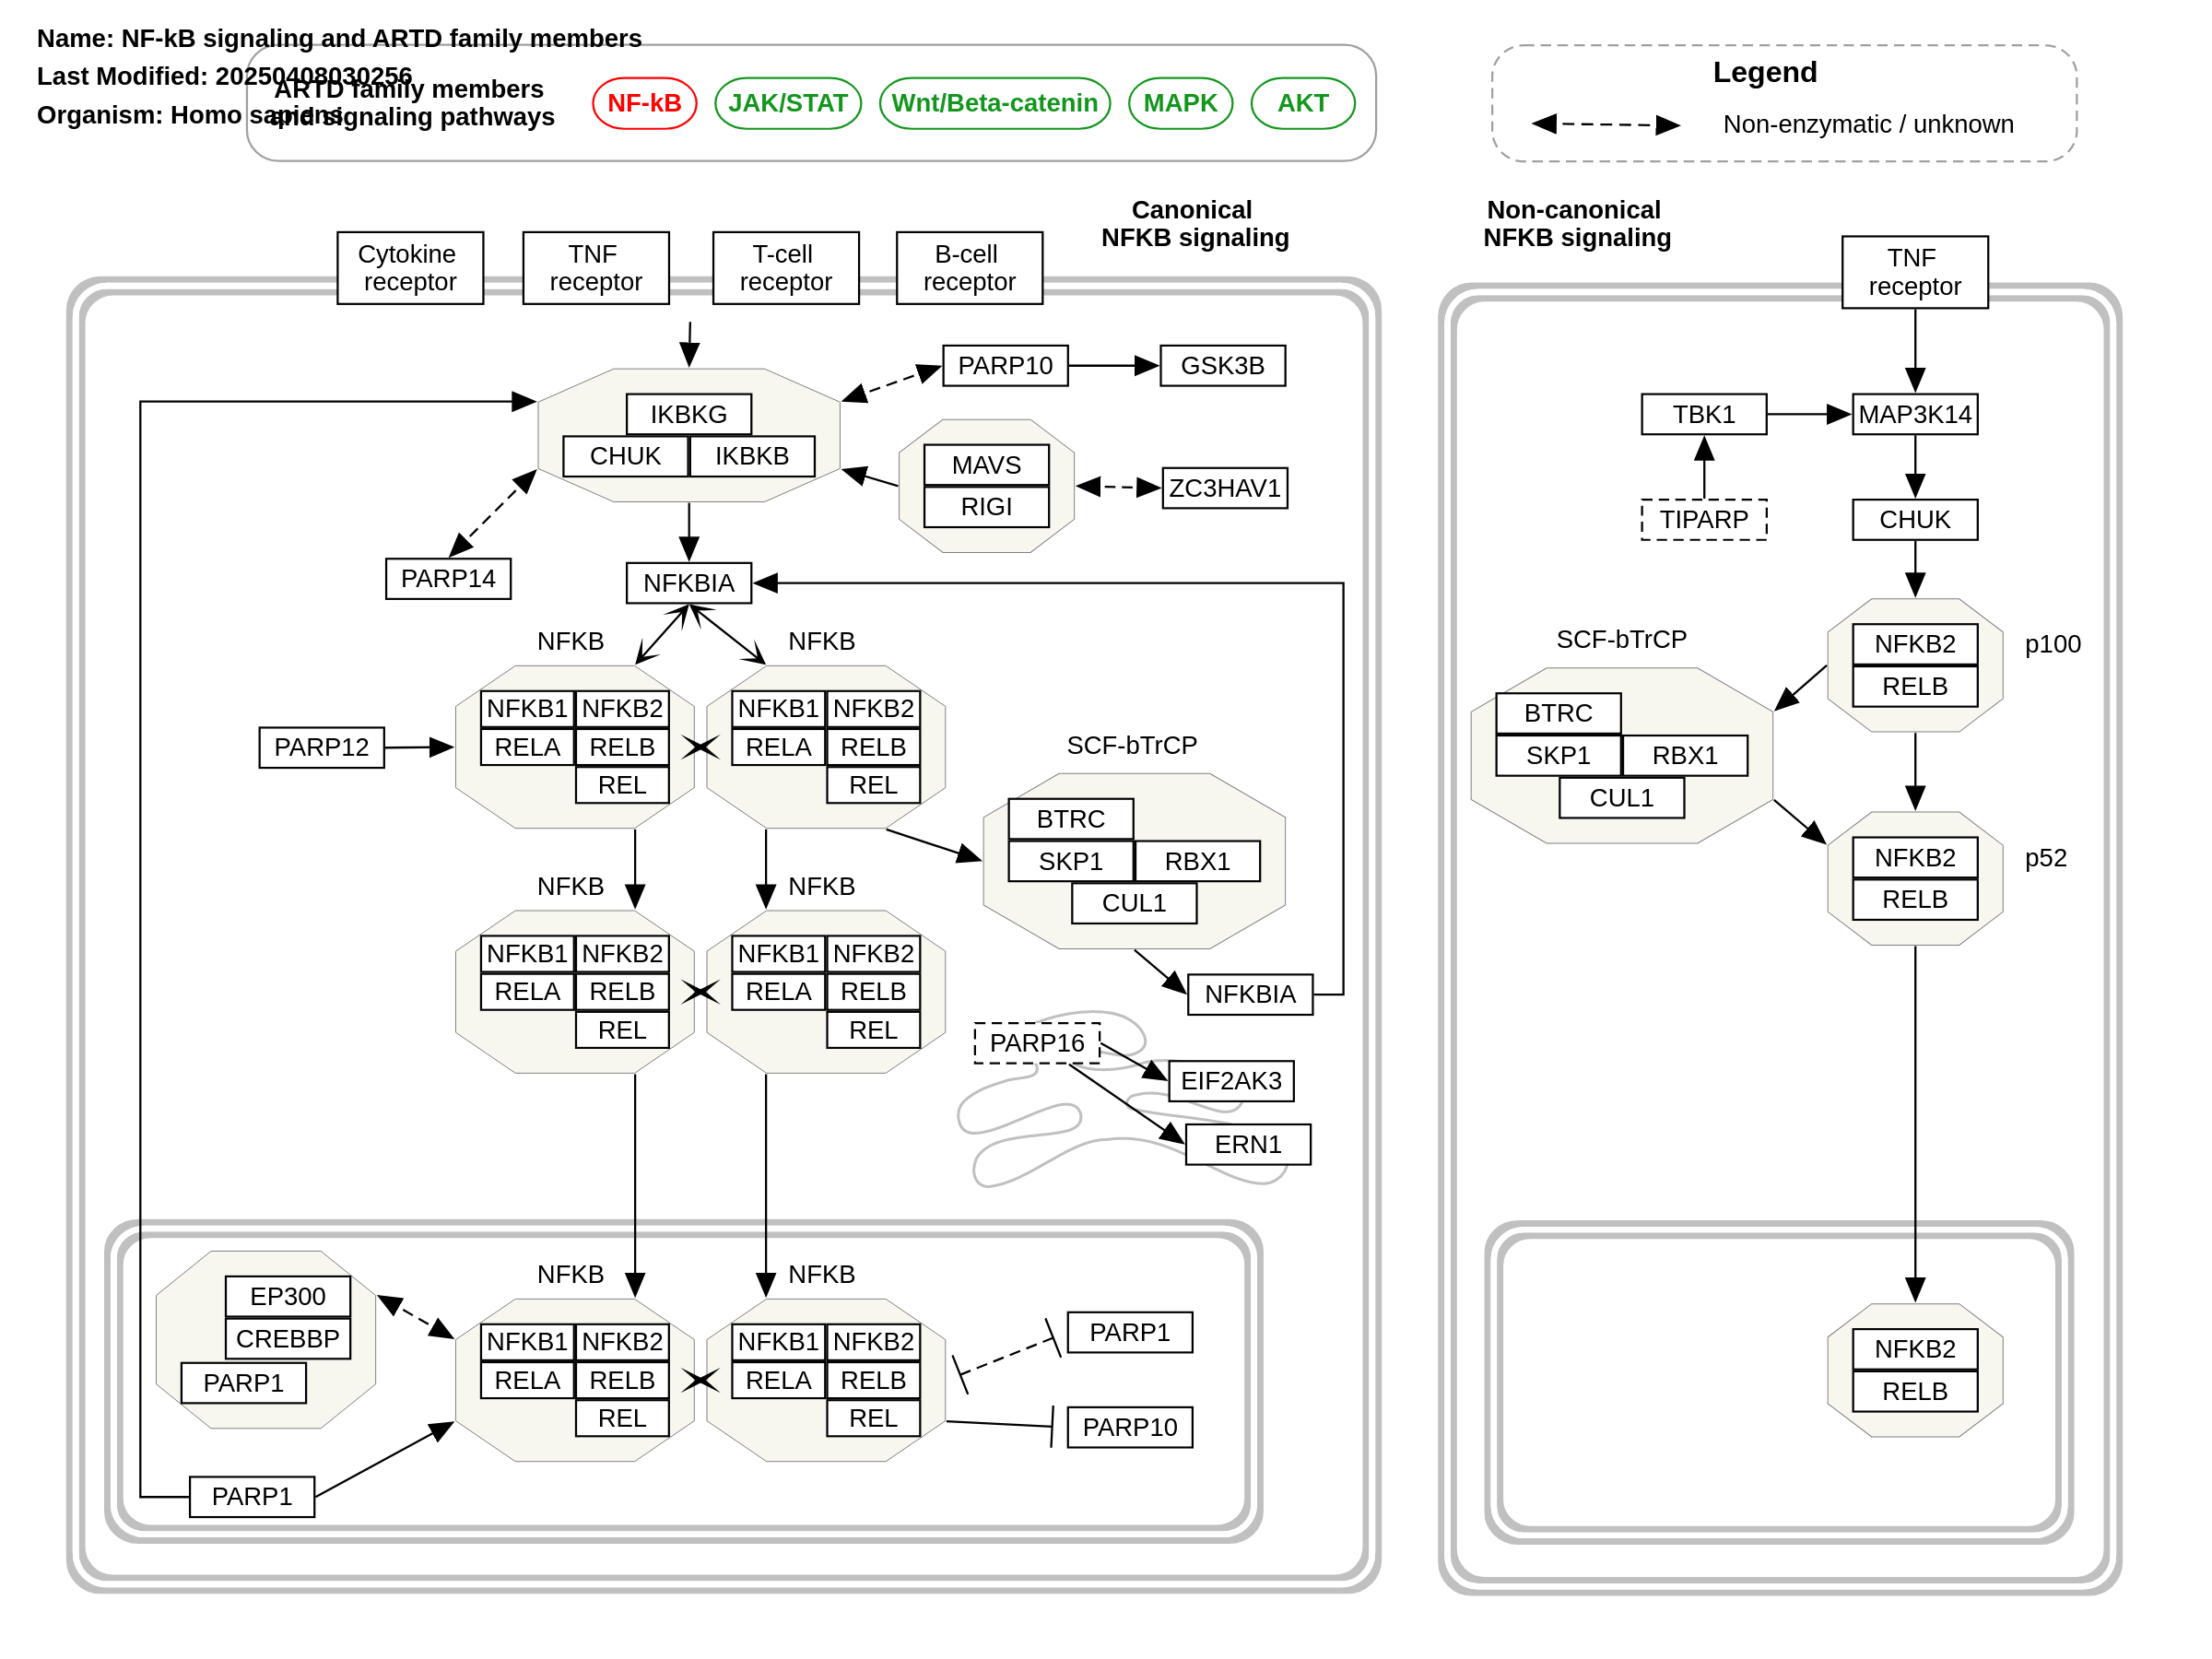 Name: NF-kB signaling and ARTD family members
Last Modified: 20250408030256
Organism: Homo sapiens
ARTD family members
and signaling pathways
NF-kB
JAK/STAT
Wnt/Beta-catenin
MAPK
AKT
Legend
Non-enzymatic / unknown
Canonical
NFKB signaling
Non-canonical
NFKB signaling
Cytokine
receptor
TNF
receptor
T-cell
receptor
B-cell
receptor
TNF
receptor
PARP10
GSK3B
IKBKG
CHUK
IKBKB
MAVS
RIGI
ZC3HAV1
PARP14
NFKBIA
NFKB
NFKB
NFKB1
NFKB2
RELA
RELB
REL
NFKB1
NFKB2
RELA
RELB
REL
PARP12
SCF-bTrCP
BTRC
SKP1
RBX1
CUL1
NFKB
NFKB
NFKB1
NFKB2
RELA
RELB
REL
NFKB1
NFKB2
RELA
RELB
REL
NFKBIA
PARP16
EIF2AK3
ERN1
EP300
CREBBP
PARP1
NFKB
NFKB
NFKB1
NFKB2
RELA
RELB
REL
NFKB1
NFKB2
RELA
RELB
REL
PARP1
PARP10
PARP1
TBK1
MAP3K14
TIPARP
CHUK
SCF-bTrCP
NFKB2
RELB
p100
BTRC
SKP1
RBX1
CUL1
NFKB2
RELB
p52
NFKB2
RELB